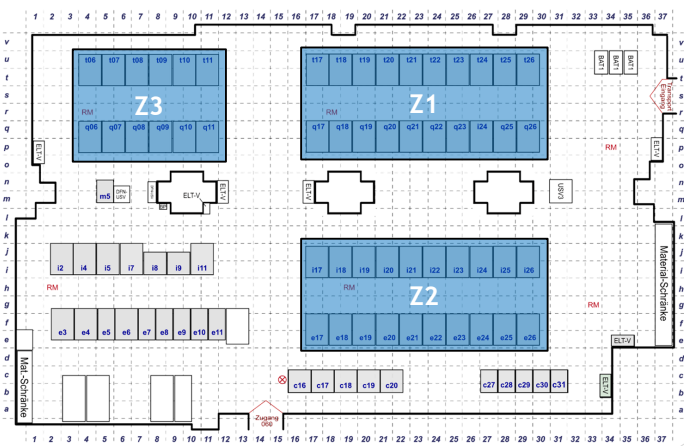 1 2 3 4 5 6 7 8 9 10 11 12 13 14 15 16 17 18 19 20 21 22 23 24 25 26 27 28 29 30 31 32 33 34 35 36 37
v v
u t06 t07 t08 t09 t10 t11 t17 t18 t19 t20 t21 t22 t23 t24 t25 t26 BAT1 BAT1 BAT1 u
t t
s Transport Eingang s
r RM Z3 RM Z1 r
q q06 q07 q08 q09 q10 q11 q17 q18 q19 q20 q21 q22 q23 q24 q25 q26 q
p ELT-V RM ELT-V p
o o
n m5 DFN-USV ELT-V ELT-V ELT-V USV3 n
m m
l l
k k
j j
i i2 i4 i5 i7 i8 i9 i11 i17 i18 i19 i20 i21 i22 i23 i24 i25 i26 Material-Schränke i
h RM RM Z2 h
g RM g
f f
e e3 e4 e5 e6 e7 e8 e9 e10 e11 e17 e18 e19 e20 e21 e22 e23 e24 e25 e26 ELT-V e
d d
c Mat.-Schränke c16 c17 c18 c19 c20 c27 c28 c29 c30 c31 ELT-V c
b b
a Zugang a
060
1 2 3 4 5 6 7 8 9 10 11 12 13 14 15 16 17 18 19 20 21 22 23 24 25 26 27 28 29 30 31 32 33 34 35 36 37